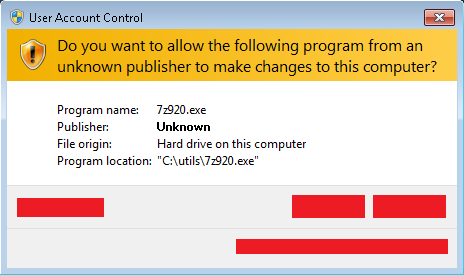 User Account Control
Do you want to allow the following program from an
unknown publisher to make changes to this computer?
Program name: 7z920.exe
Publisher: Unknown
File origin: Hard drive on this computer
Program location: "C:\utils\7z920.exe"